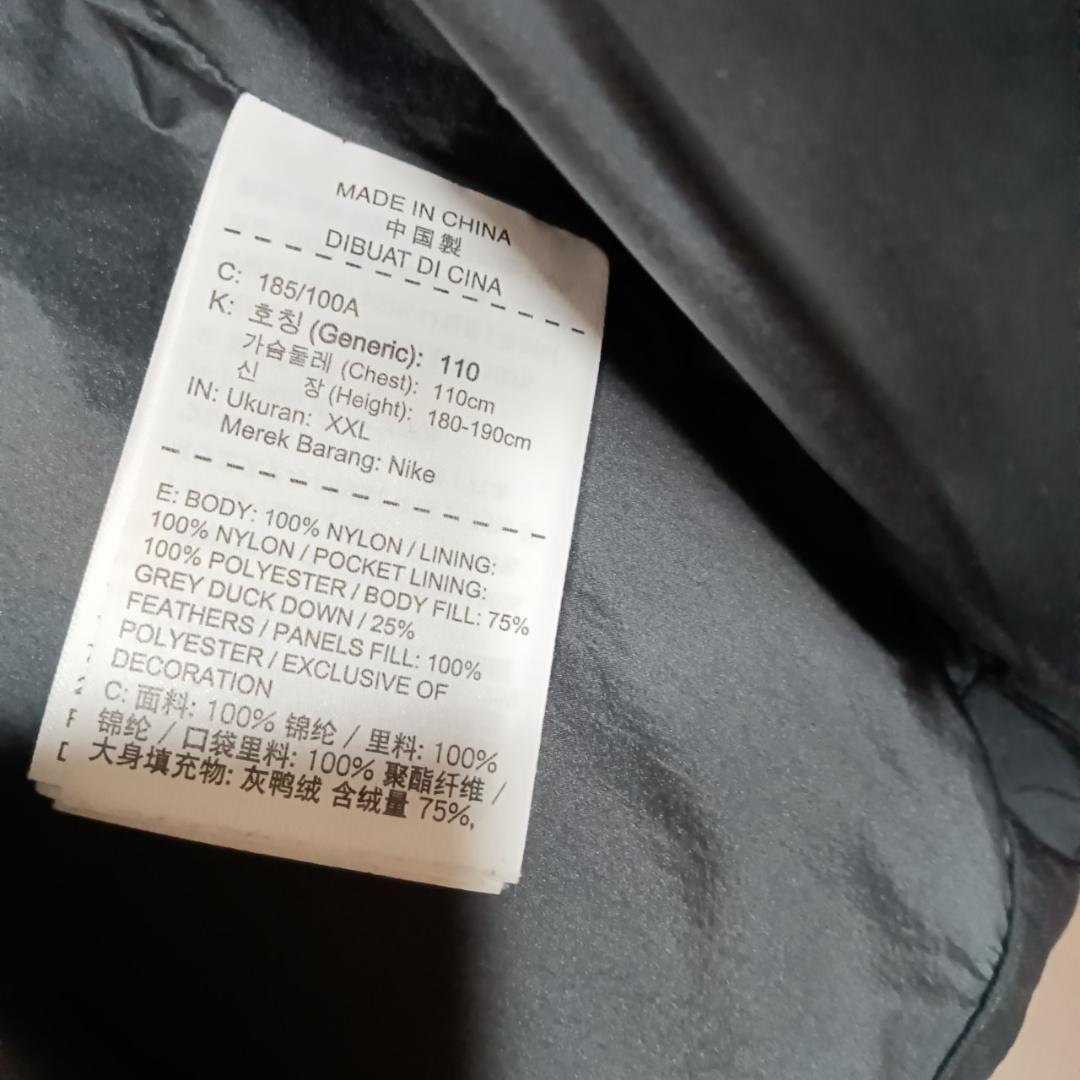 MADE IN CHINA
中国製
DIBUAT DI CINA
C: 185/100A
K: 호칭 (Generic): 110
가슴둘레 (Chest): 110cm
신 장 (Height): 180-190cm
IN: Ukuran: XXL
Merek Barang: Nike
E: BODY: 100% NYLON / LINING:
100% NYLON / POCKET LINING:
100% POLYESTER / BODY FILL: 75%
GREY DUCK DOWN / 25%
FEATHERS / PANELS FILL: 100%
POLYESTER / EXCLUSIVE OF
DECORATION
C: 面料: 100% 锦纶 / 里料: 100%
锦纶 / 口袋里料: 100% 聚酯纤维 /
大身填充物: 灰鸭绒 含绒量 75%,